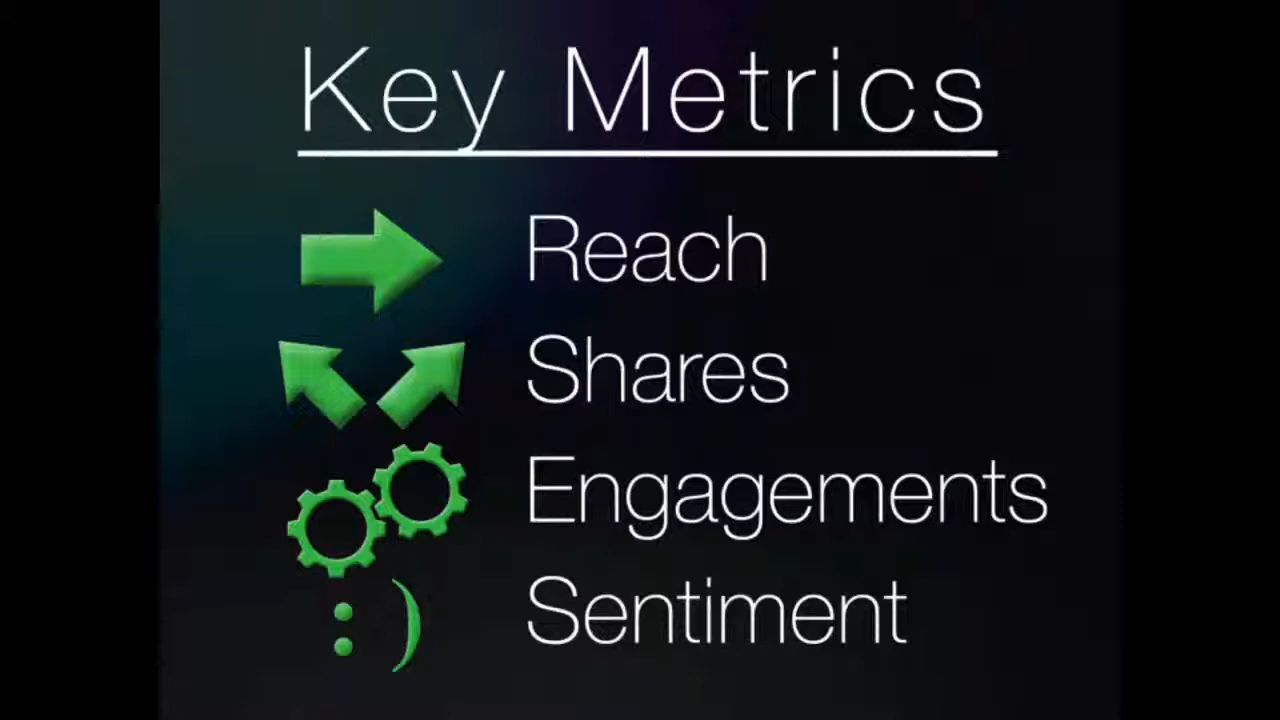 Key Metrics
Reach
Shares
Engagements
:) Sentiment